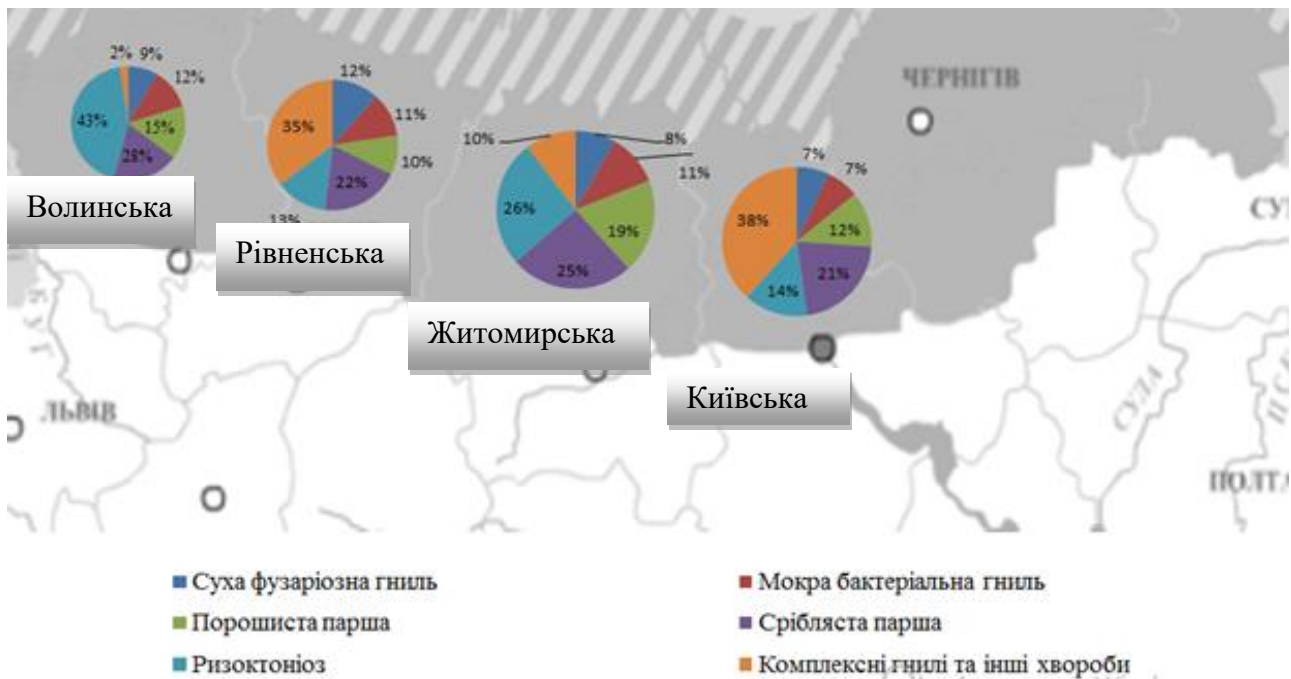 2% 9%
12%
43%
15%
28%
Волинська
12%
35%
11%
10%
22%
13%
Рівненська
10%
8%
11%
26%
19%
25%
Житомирська
7%
7%
38%
12%
21%
14%
Київська
ЧЕРНІГІВ
БУГ
ЛЬВІВ
СУЛА
Суха фузаріозна гниль
Мокра бактеріальна гниль
Порошиста парша
Срібляста парша
Ризоктоніоз
Комплексні гнилі та інші хвороби